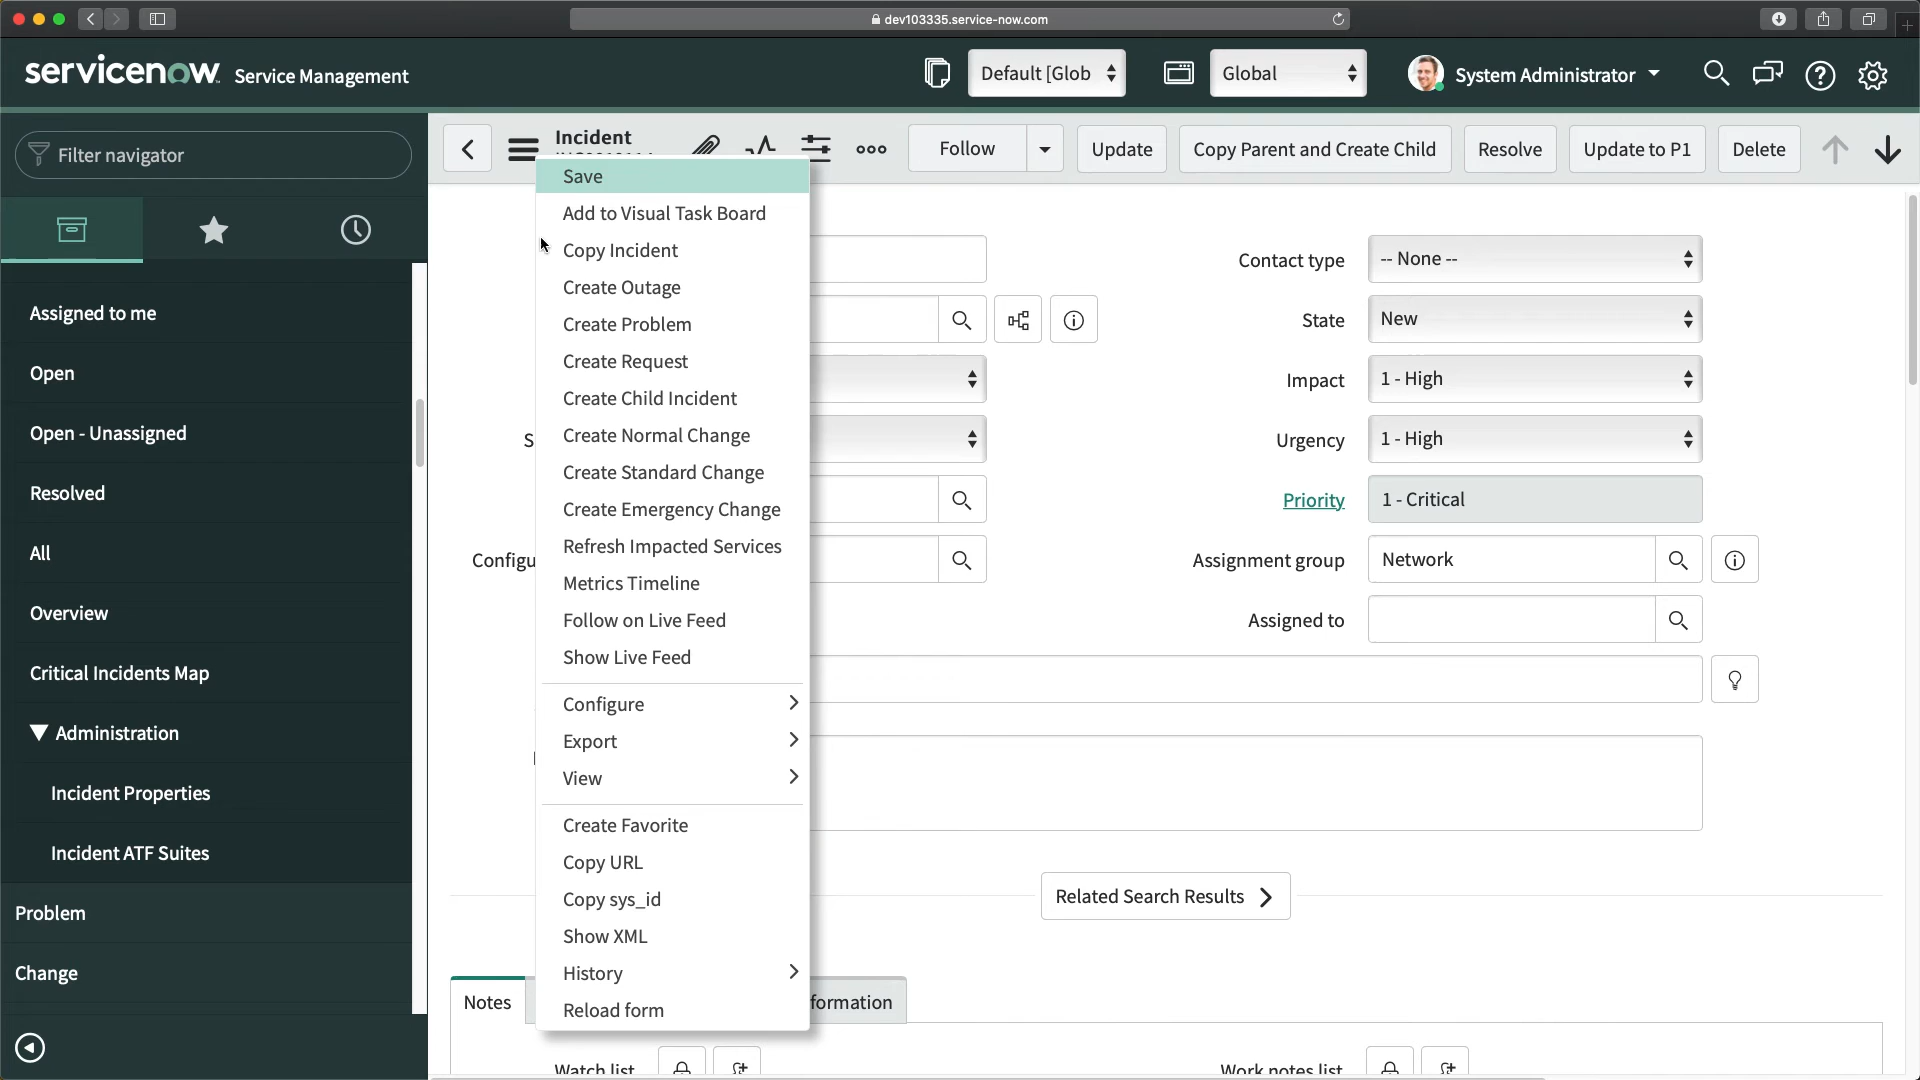 dev103335.service-now.com
servicenow Service Management
Default [Glob
Global
System Administrator
Filter navigator
Assigned to me
Open
Open - Unassigned
Resolved
All
Overview
Critical Incidents Map
Administration
Incident Properties
Incident ATF Suites
Problem
Change
Incident
Follow
Update
Copy Parent and Create Child
Resolve
Update to P1
Delete
Save
Add to Visual Task Board
Copy Incident
Create Outage
Create Problem
Create Request
Create Child Incident
Create Normal Change
Create Standard Change
Create Emergency Change
Refresh Impacted Services
Metrics Timeline
Follow on Live Feed
Show Live Feed
Configure
Export
View
Create Favorite
Copy URL
Copy sys_id
Show XML
History
Reload form
S
Configu
Contact type
-- None --
State
New
Impact
1 - High
Urgency
1 - High
Priority
1 - Critical
Assignment group
Network
Assigned to
Related Search Results
Notes
formation
Watch list
Work notes list